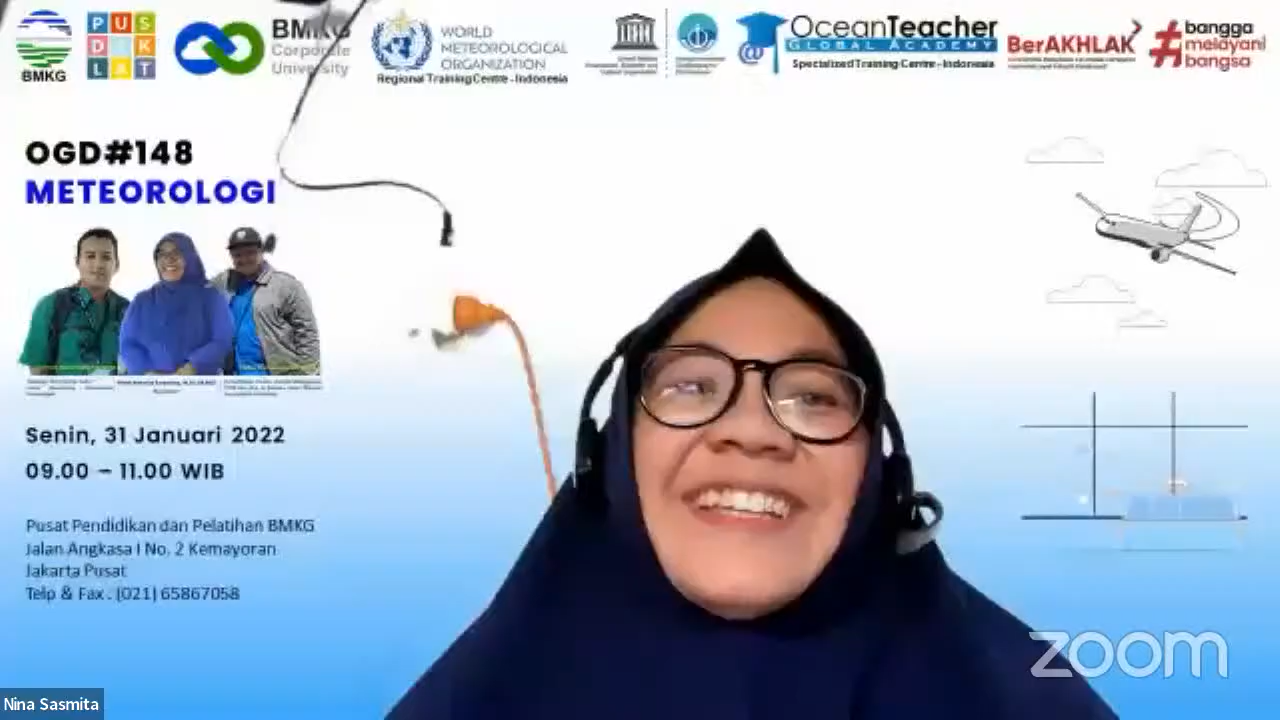 BMKG
PUS
DIK
LAT
BMKG
Corporate
University
WORLD
METEOROLOGICAL
ORGANIZATION
Regional Training Centre - Indonesia
OceanTeacher
GLOBAL ACADEMY
Specialized Training Centre - Indonesia
BerAKHLAK
#bangga
melayani
bangsa
OGD#148
METEOROLOGI
Senin, 31 Januari 2022
09.00 – 11.00 WIB
Pusat Pendidikan dan Pelatihan BMKG
Jalan Angkasa I No. 2 Kemayoran
Jakarta Pusat
Telp & Fax . (021) 65867058
zoom
Nina Sasmita